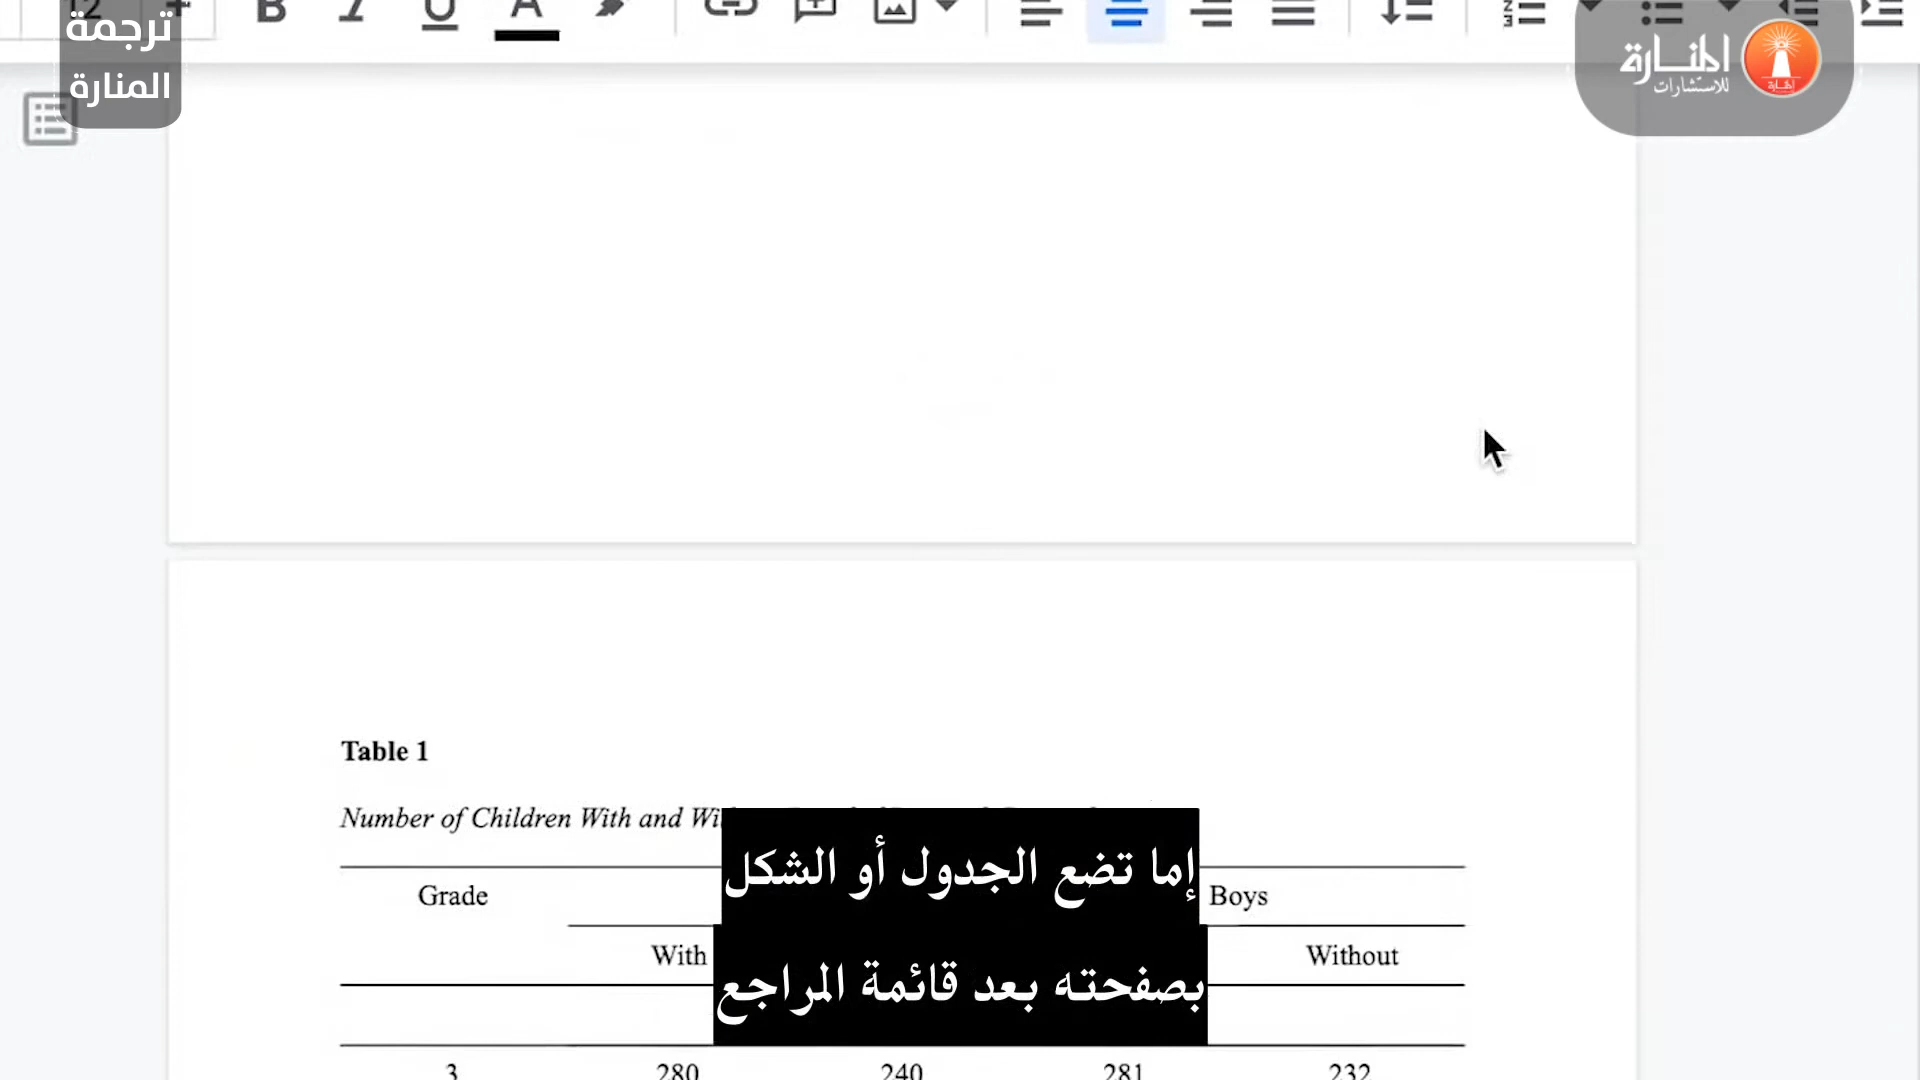 12
ترجمة
المنارة
المنارة
للاستشارات
Table 1
Number of Children With and
إما تضع الجدول أو الشكل
Grade Boys
With Without
بصفحته بعد قائمة المراجع
3 280 240 281 232